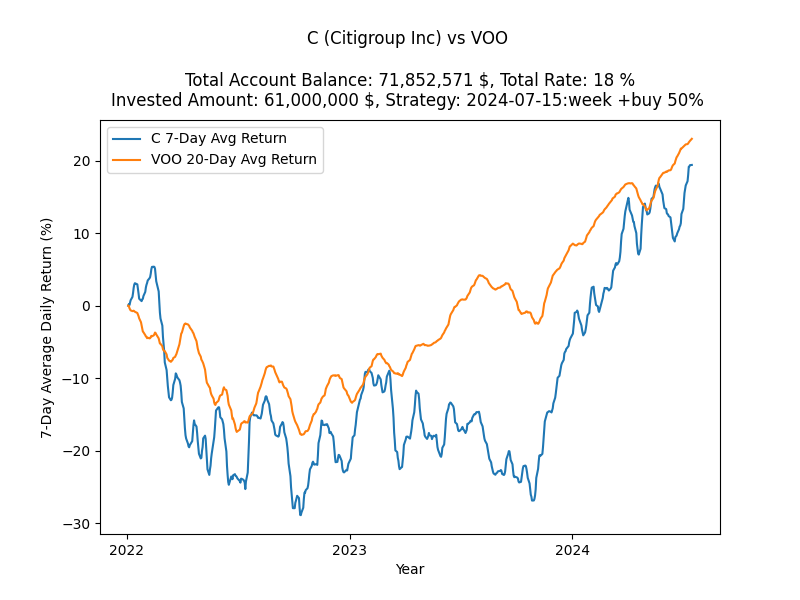 C (Citigroup Inc) vs VOO
Total Account Balance: 71,852,571 $, Total Rate: 18 %
Invested Amount: 61,000,000 $, Strategy: 2024-07-15:week +buy 50%
C 7-Day Avg Return
VOO 20-Day Avg Return
7-Day Average Daily Return (%)
20
10
0
−10
−20
−30
2022
2023
2024
Year